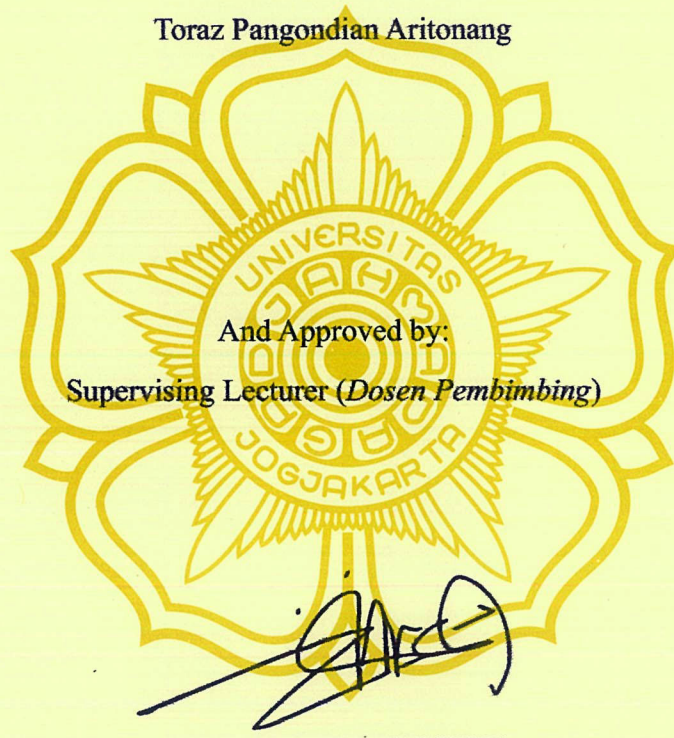 Toraz Pangondian Aritonang
UNIVERSITAS
GADJAH MADA
JOGJAKARTA
And Approved by:
Supervising Lecturer (Dosen Pembimbing)